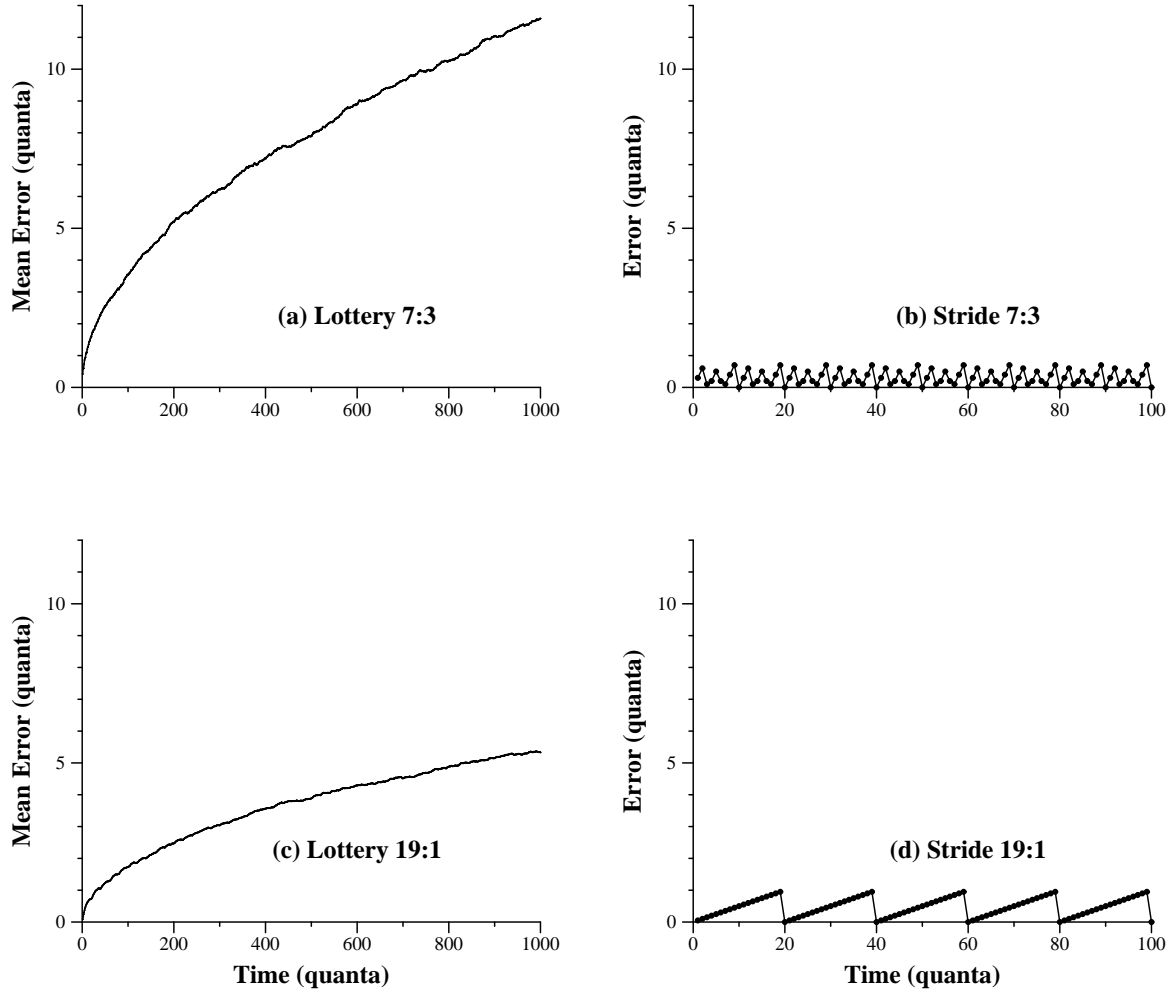 Mean Error (quanta)
10
5
0
0 200 400 600 800 1000
(a) Lottery 7:3
Error (quanta)
10
5
0
0 20 40 60 80 100
(b) Stride 7:3
Mean Error (quanta)
10
5
0
0 200 400 600 800 1000
Time (quanta)
(c) Lottery 19:1
Error (quanta)
10
5
0
0 20 40 60 80 100
Time (quanta)
(d) Stride 19:1